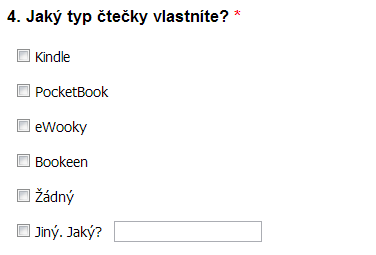 4. Jaký typ čtečky vlastníte? *
Kindle
PocketBook
eWooky
Bookeen
Žádný
Jiný. Jaký?